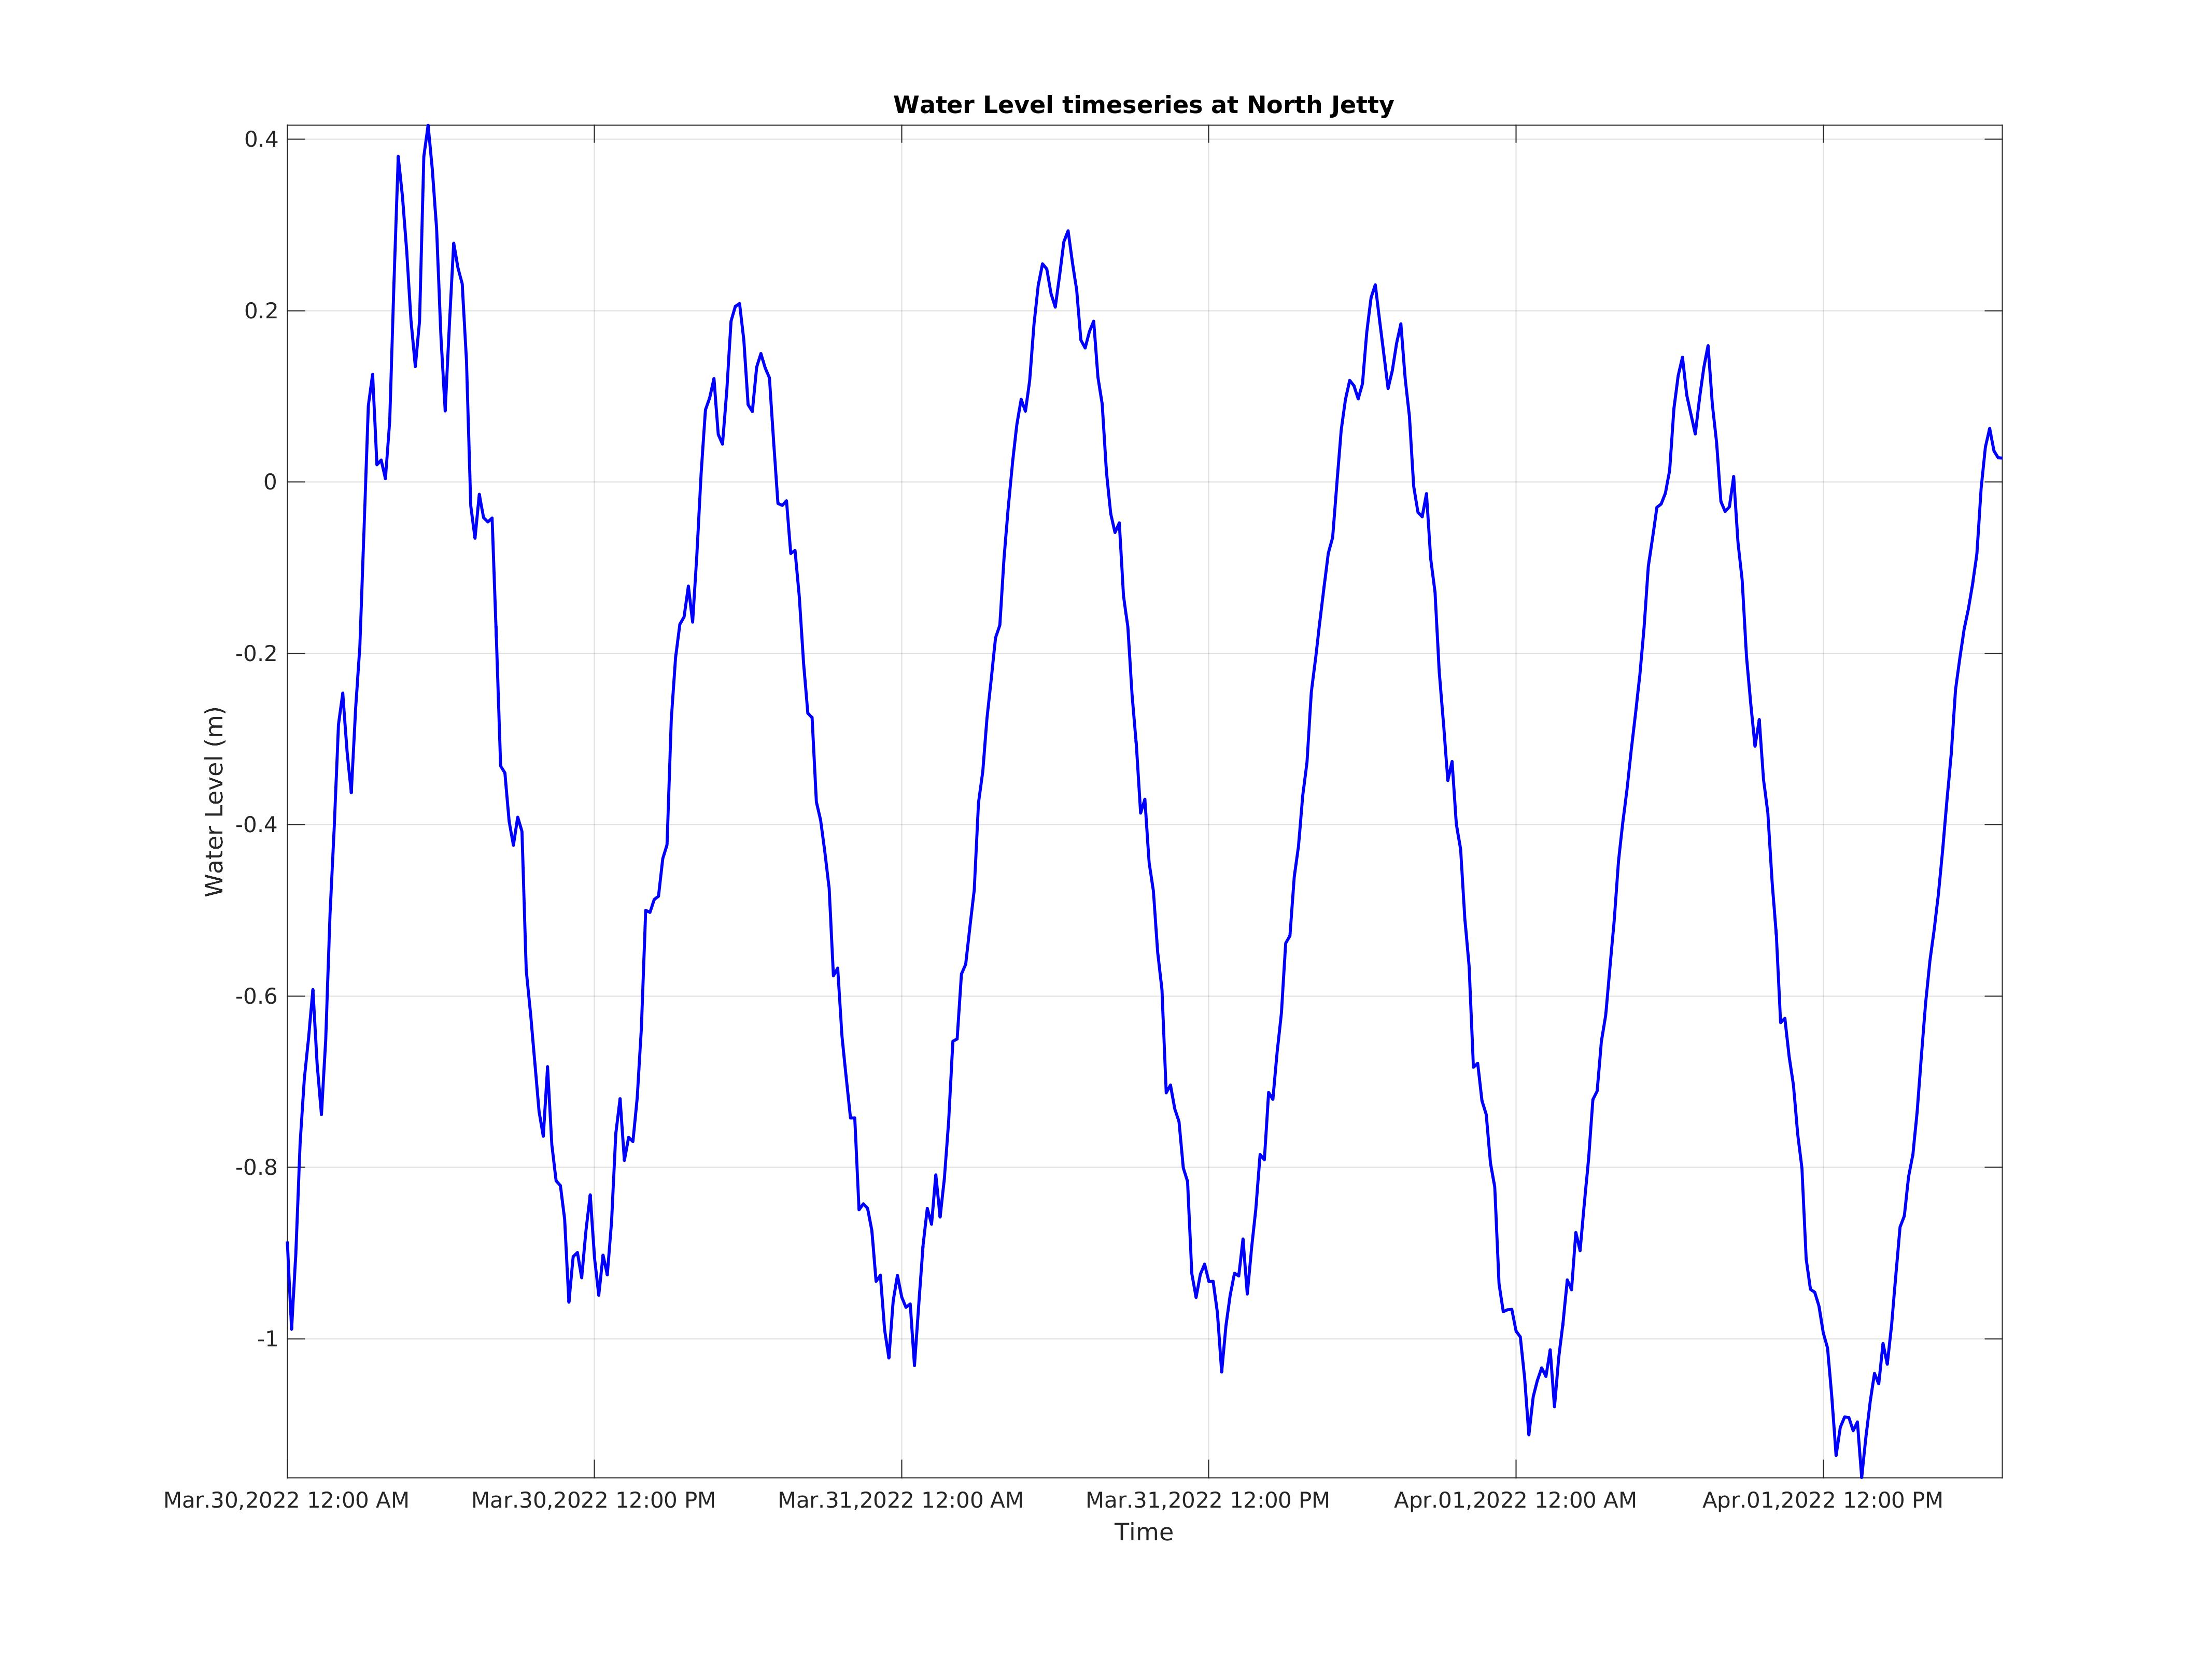 Water Level timeseries at North Jetty
0.4
0.2
0
-0.2
-0.4
-0.6
-0.8
-1
Water Level (m)
Mar.30,2022 12:00 AM Mar.30,2022 12:00 PM Mar.31,2022 12:00 AM Mar.31,2022 12:00 PM Apr.01,2022 12:00 AM Apr.01,2022 12:00 PM
Time